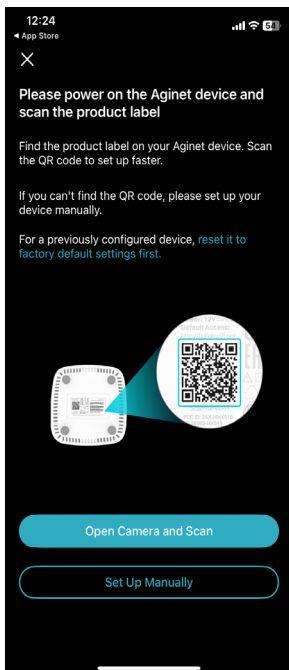 12:24
54
◄ App Store
Please power on the Aginet device and
scan the product label
Find the product label on your Aginet device. Scan
the QR code to set up faster.
If you can't find the QR code, please set up your
device manually.
For a previously configured device, reset it to
factory default settings first.
Default Access:
Open Camera and Scan
Set Up Manually